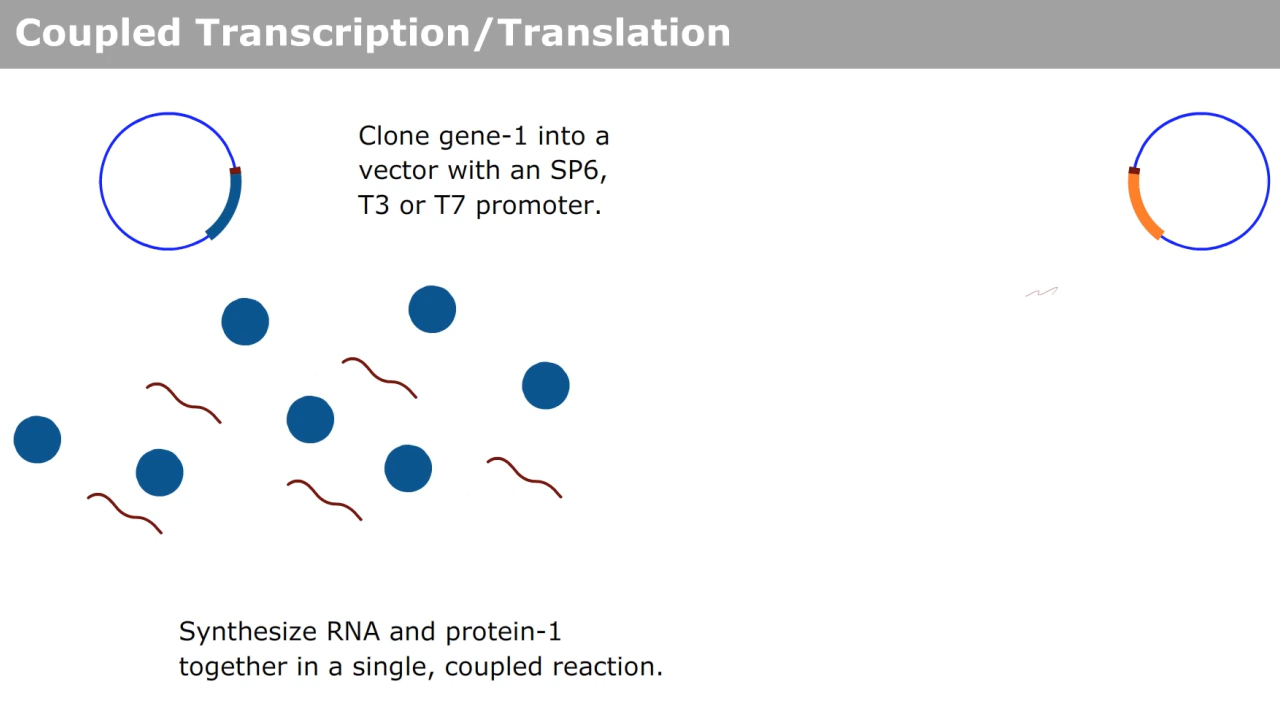 Coupled Transcription/Translation
Clone gene-1 into a
vector with an SP6,
T3 or T7 promoter.
Synthesize RNA and protein-1
together in a single, coupled reaction.